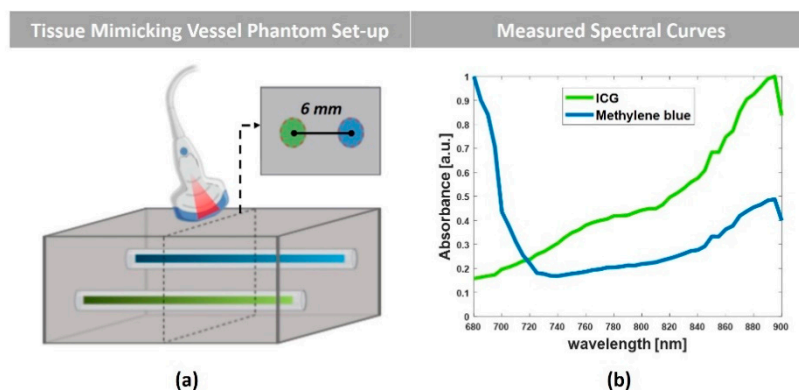 Tissue Mimicking Vessel Phantom Set-up
Measured Spectral Curves
6 mm
ICG
Methylene blue
Absorbance [a.u.]
1
0.9
0.8
0.7
0.6
0.5
0.4
0.3
0.2
0.1
0
680 700 720 740 760 780 800 820 840 860 880 900
wavelength [nm]
(a)
(b)